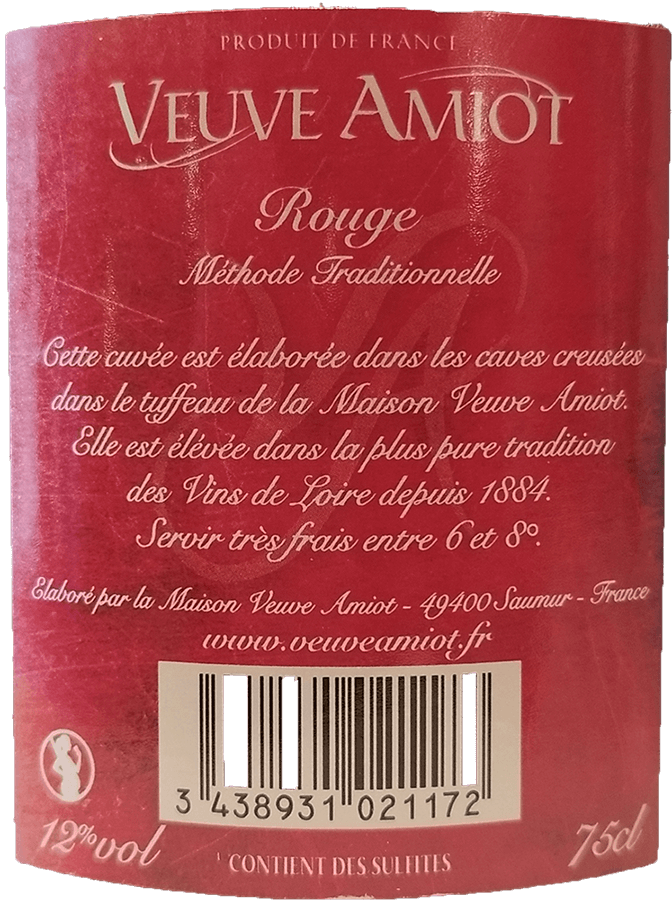 PRODUIT DE FRANCE
VEUVE AMIOT
Rouge
Méthode Traditionnelle
Cette cuvée est élaborée dans les caves creusées
dans le tuffeau de la Maison Veuve Amiot.
Elle est élévée dans la plus pure tradition
des Vins de Loire depuis 1884.
Servir très frais entre 6 et 8°.
Elaboré par la Maison Veuve Amiot - 49400 Saumur - France
www.veuveamiot.fr
3 438931 021172
12% vol 75cl
CONTIENT DES SULFITES